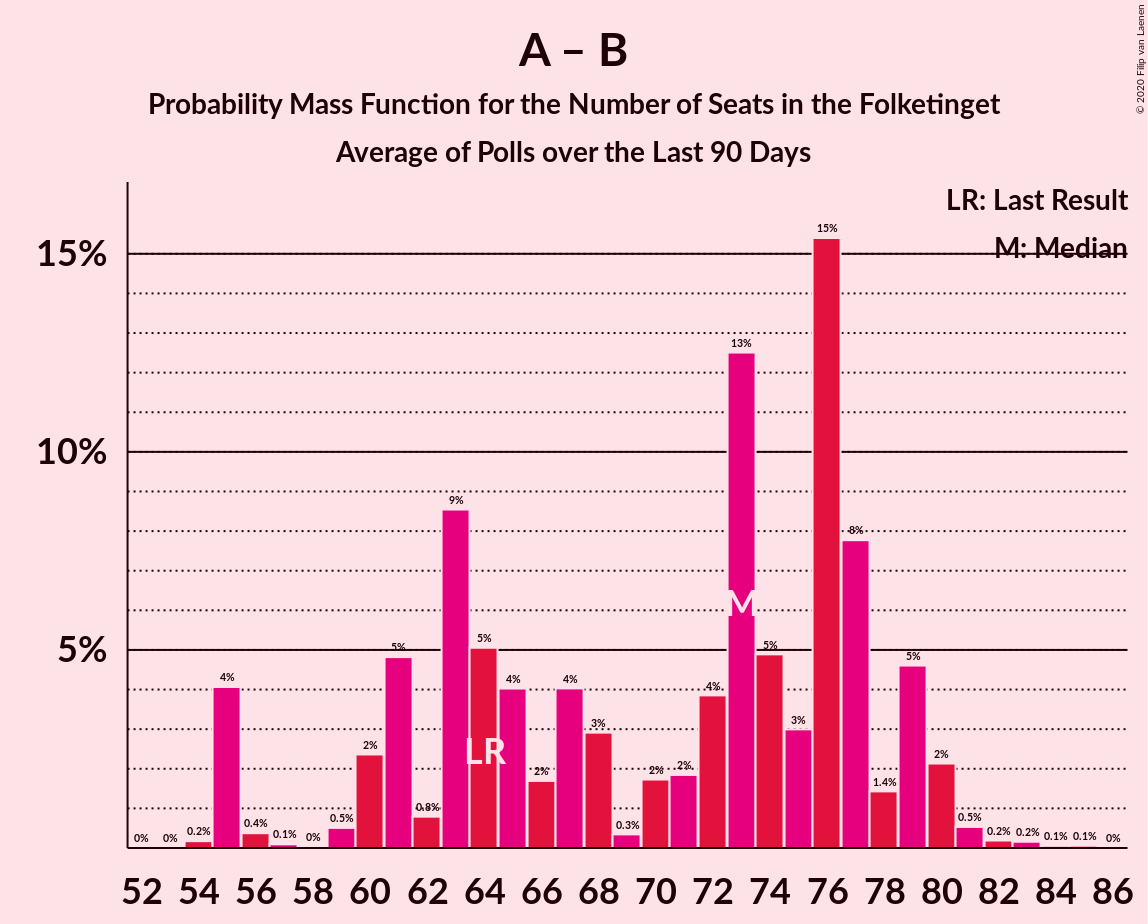 © 2020 Filip van Laenen
A – B
Probability Mass Function for the Number of Seats in the Folketinget
Average of Polls over the Last 90 Days
LR: Last Result
M: Median
15%
10%
5%
0% 0% 0.2% 4% 0.4% 0.1% 0% 0.5% 2% 5% 0.8% 9% 5% 4% 2% 4% 3% 0.3% 2% 2% 4% 13% 5% 3% 15% 8% 1.4% 5% 2% 0.5% 0.2% 0.2% 0.1% 0.1% 0%
LR
M
52 54 56 58 60 62 64 66 68 70 72 74 76 78 80 82 84 86